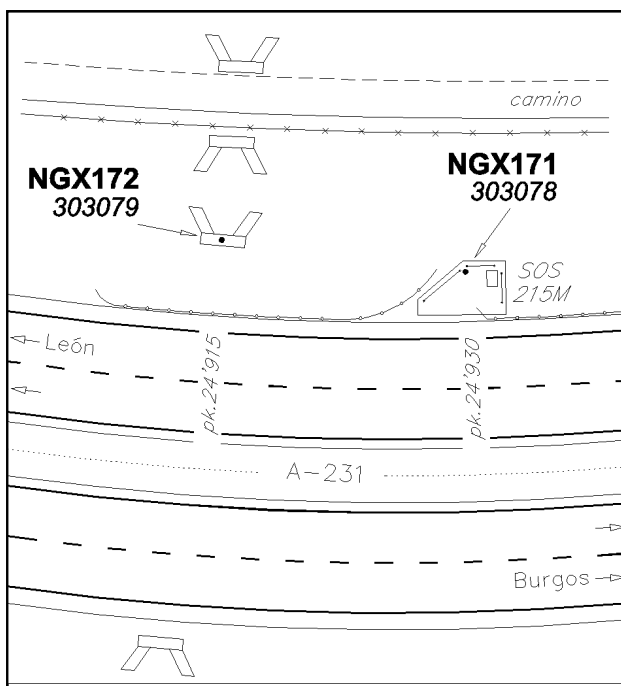 camino
NGX172
303079
NGX171
303078
SOS
215M
León
pk.24'915
pk.24'930
A-231
Burgos